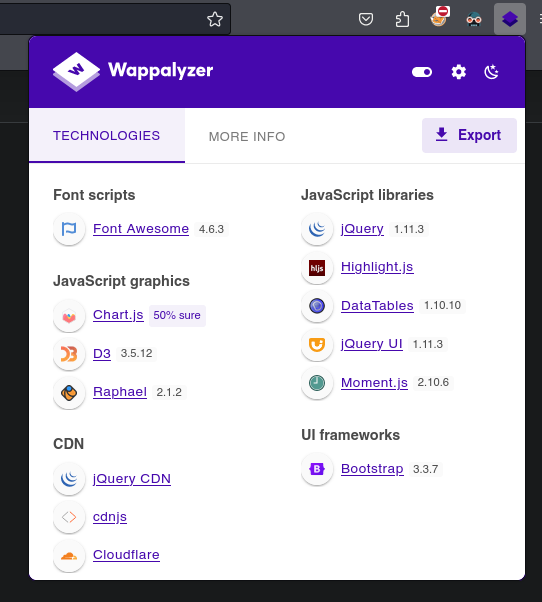 Wappalyzer
TECHNOLOGIES
MORE INFO
Export
Font scripts
Font Awesome 4.6.3
JavaScript graphics
Chart.js 50% sure
D3 3.5.12
Raphael 2.1.2
CDN
jQuery CDN
cdnjs
Cloudflare
JavaScript libraries
jQuery 1.11.3
hljs Highlight.js
DataTables 1.10.10
jQuery UI 1.11.3
Moment.js 2.10.6
UI frameworks
B Bootstrap 3.3.7